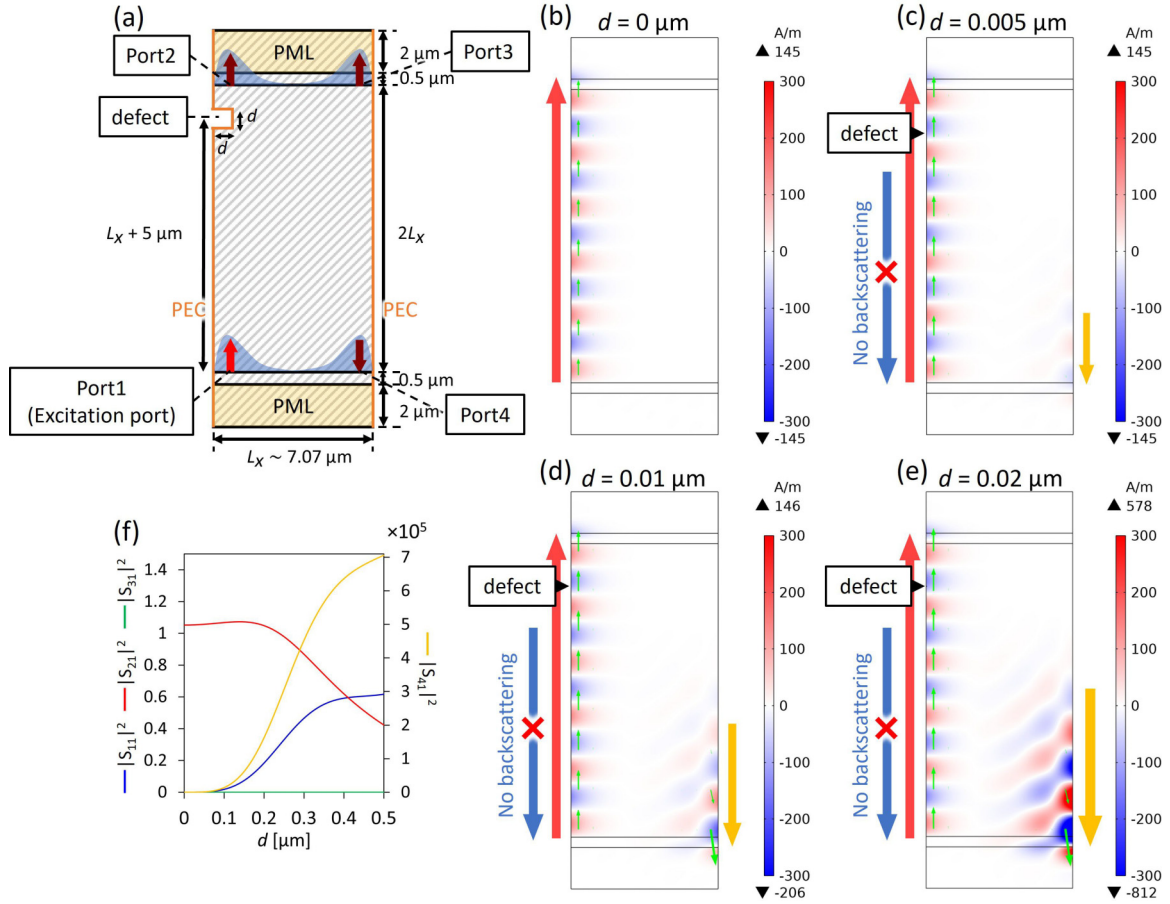 (a)
Port2
PML
2 μm
Port3
0.5 μm
defect
d
d
Lx + 5 μm
2Lx
PEC
PEC
Port1
(Excitation port)
PML
0.5 μm
2 μm
Port4
Lx ~ 7.07 μm
(b)
d = 0 μm
A/m
▲ 145
300
200
100
0
-100
-200
-300
▼ -145
(c)
d = 0.005 μm
defect
No backscattering
A/m
▲ 145
300
200
100
0
-100
-200
-300
▼ -145
(d)
d = 0.01 μm
defect
No backscattering
A/m
▲ 146
300
200
100
0
-100
-200
-300
▼ -206
(e)
d = 0.02 μm
defect
No backscattering
A/m
▲ 578
300
200
100
0
-100
-200
-300
▼ -812
(f)
×10⁵
|S₁₁|² |S₂₁|² |S₃₁|²
1.4
1.2
1
0.8
0.6
0.4
0.2
0
7
6
5
4
3
2
1
0
|S₄₁|²
0 0.1 0.2 0.3 0.4 0.5
d [μm]